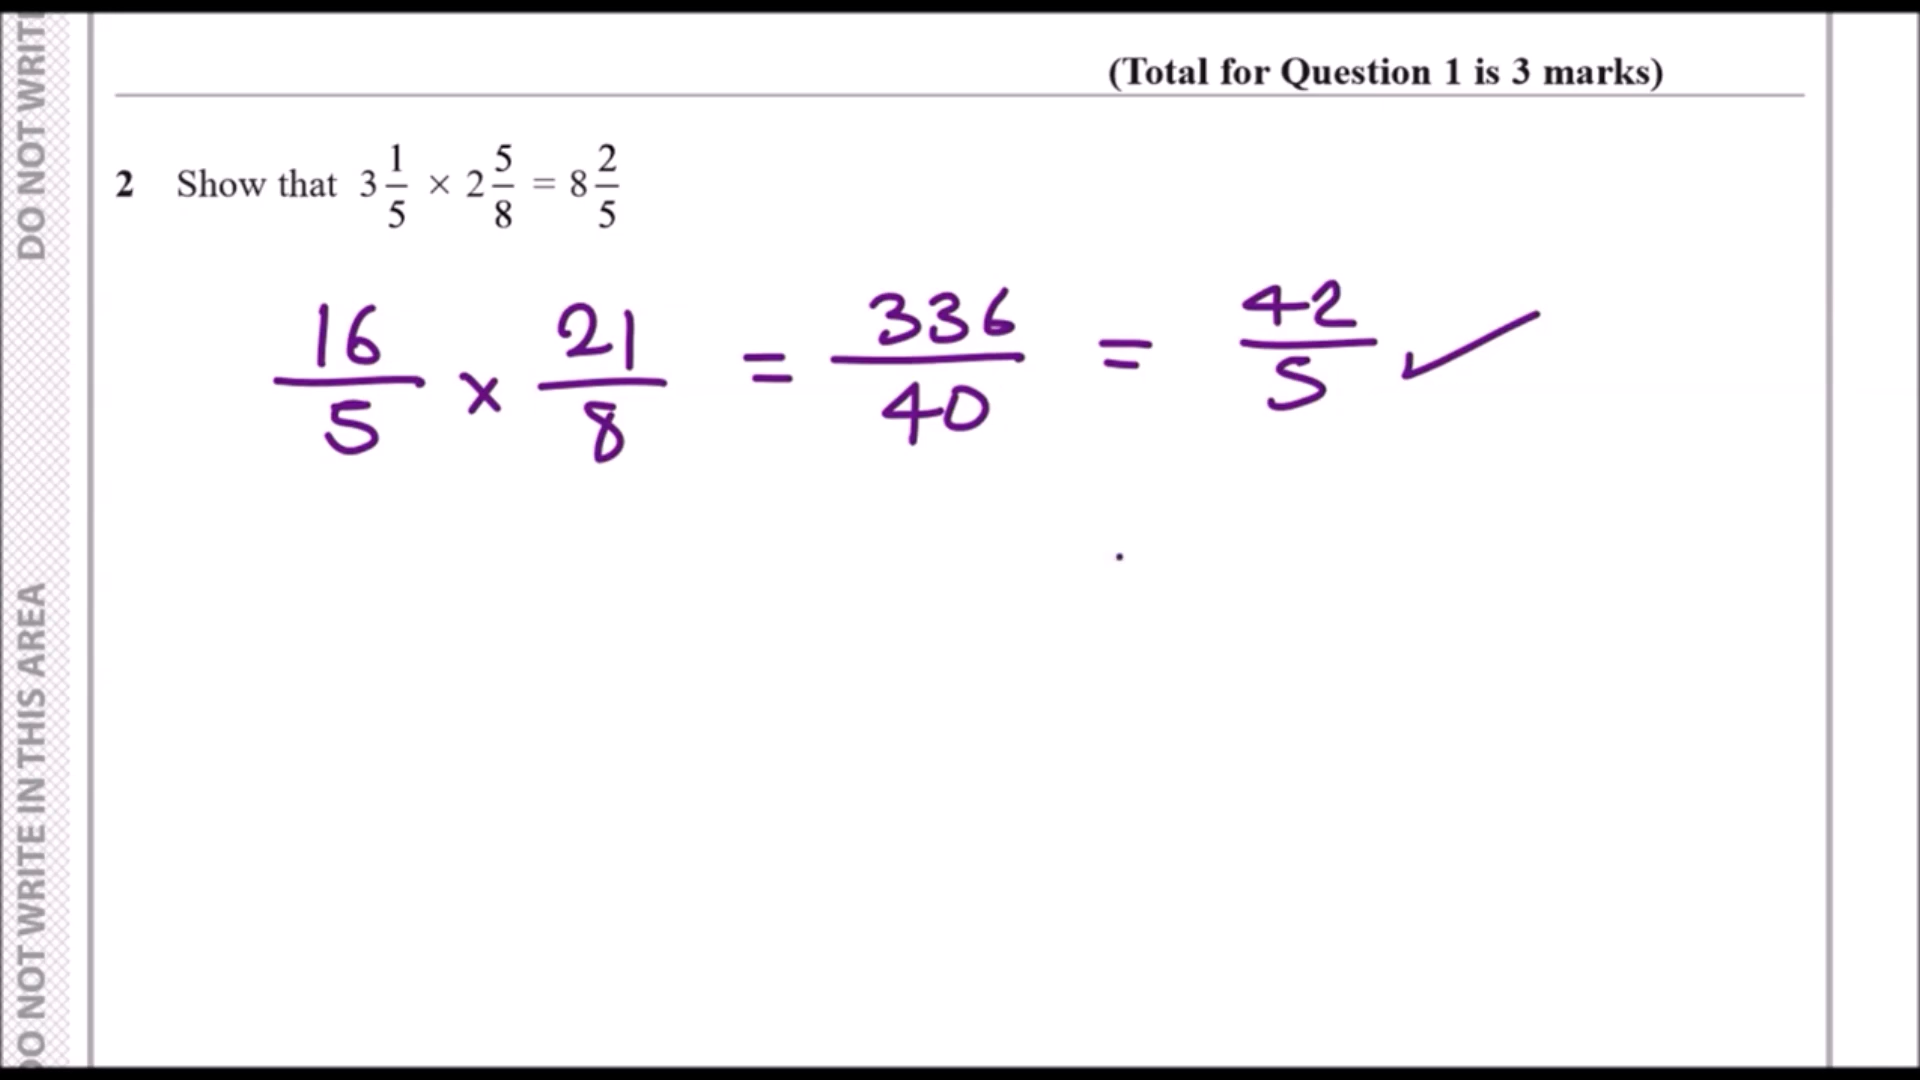 DO NOT WRIT
DO NOT WRITE IN THIS AREA
(Total for Question 1 is 3 marks)
2 Show that 3 1/5 × 2 5/8 = 8 2/5
16/5 × 21/8 = 336/40 = 42/5 ✓